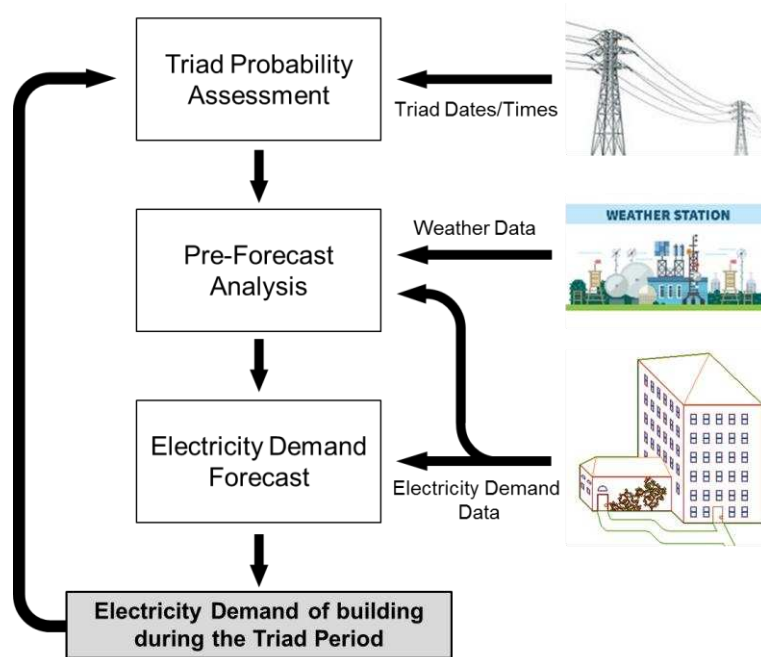 Triad Probability
Assessment
Triad Dates/Times
Weather Data
WEATHER STATION
Pre-Forecast
Analysis
Electricity Demand
Forecast
Electricity Demand
Data
Electricity Demand of building
during the Triad Period